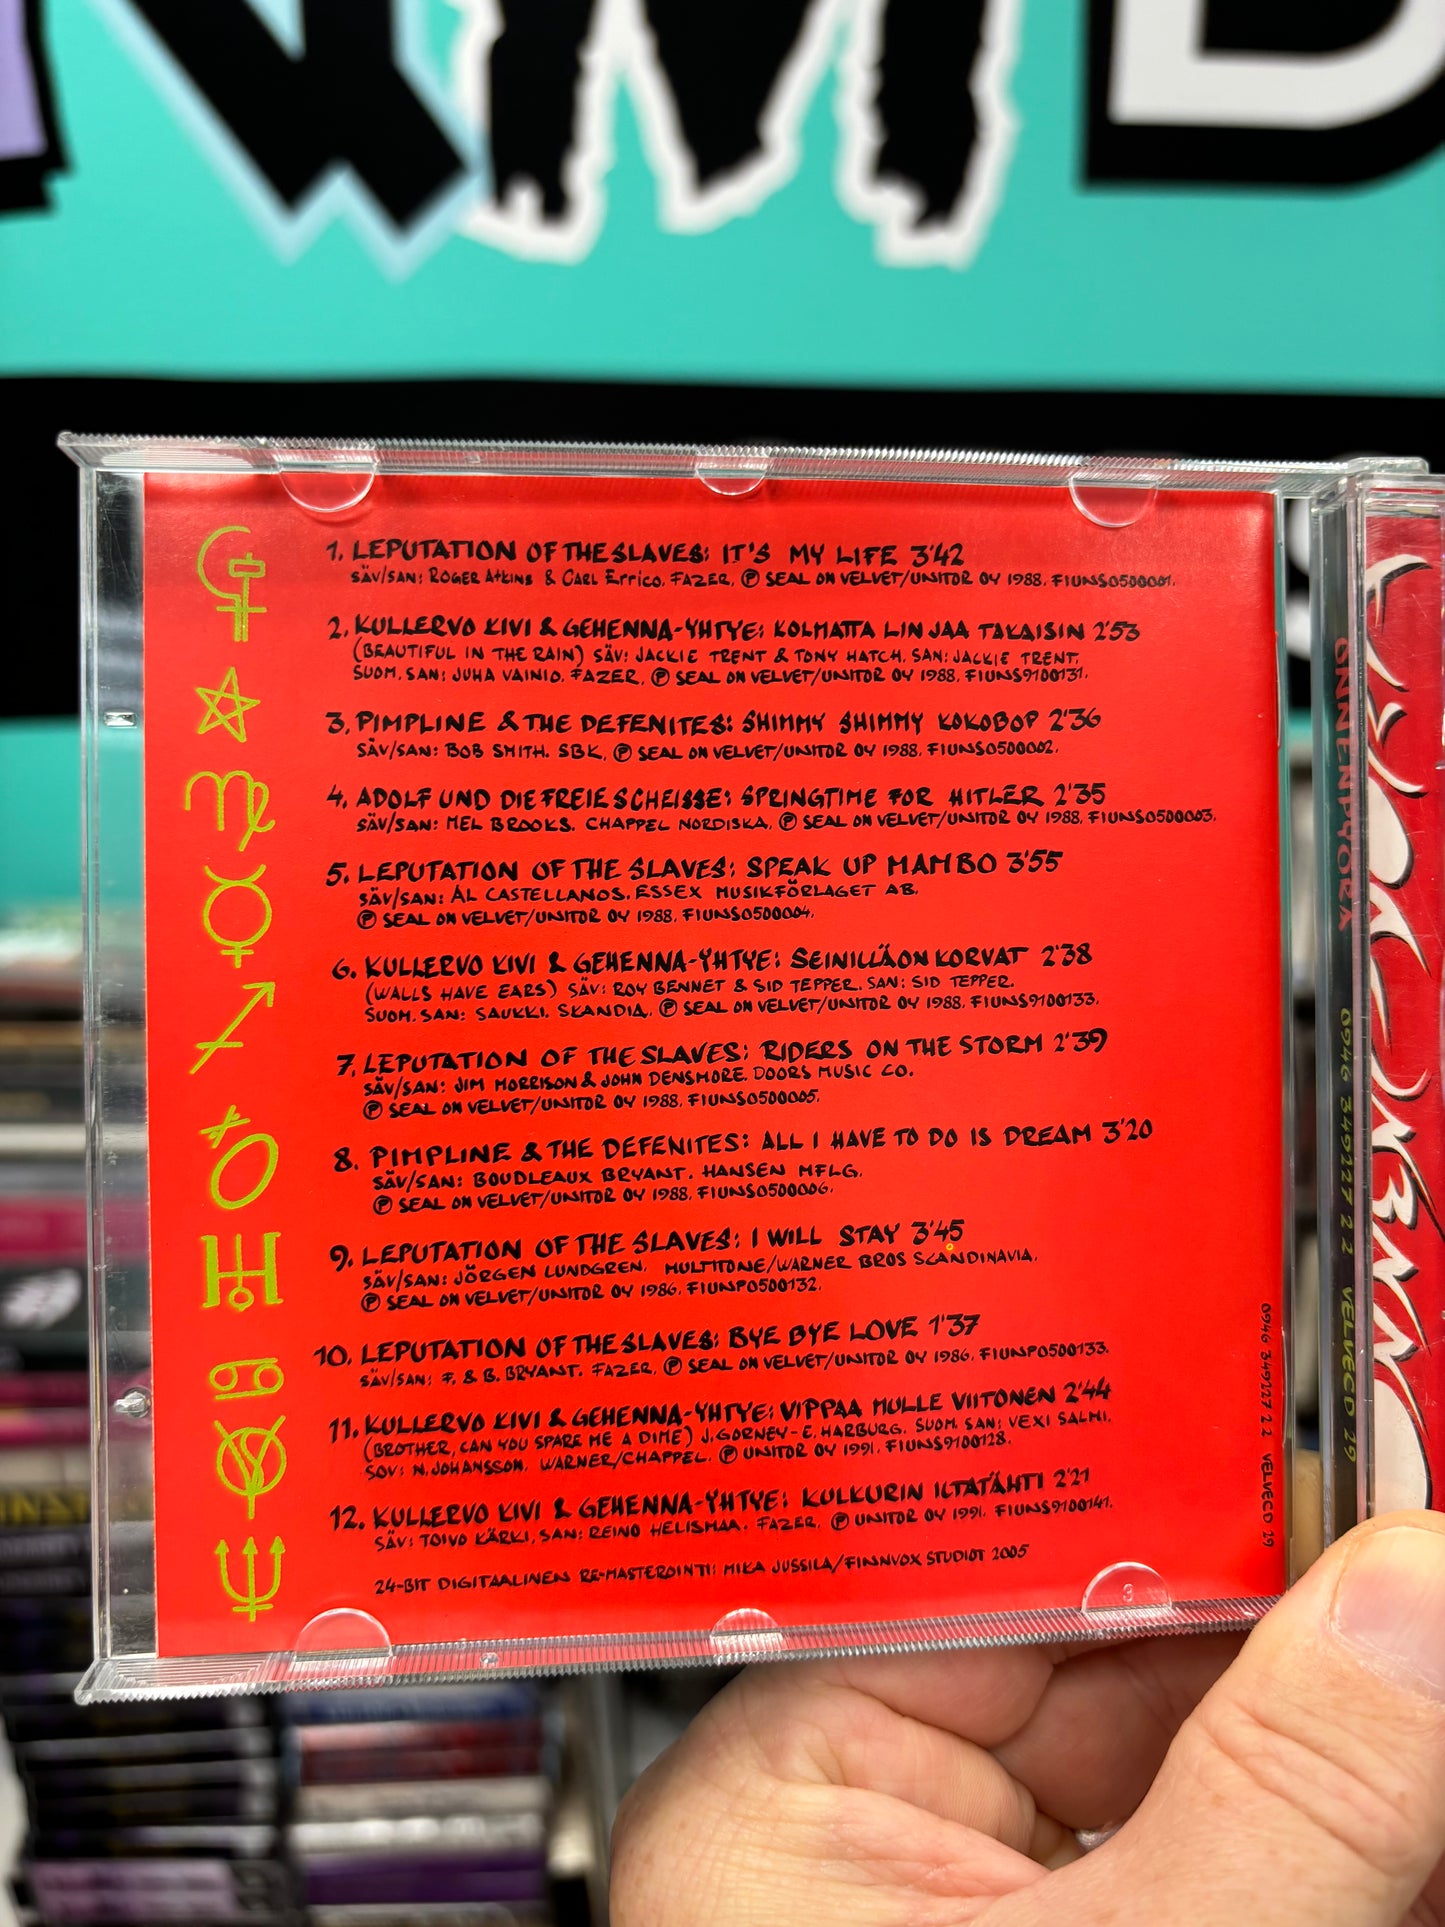 1. LEPUTATION OF THE SLAVES: IT'S MY LIFE 3'42
SÄV/SAN: ROGER ATKINS & CARL ERRICO. FAZER. Ⓟ SEAL ON VELVET/UNITOR OY 1988. FIUNS0500001.
2. KULLERVO KIVI & GEHENNA-YHTYE: KOLMATTA LINJAA TAKAISIN 2'53
(BEAUTIFUL IN THE RAIN) SÄV: JACKIE TRENT & TONY HATCH. SAN: JACKIE TRENT.
SUOM. SAN: JUHA VAINIO. FAZER. Ⓟ SEAL ON VELVET/UNITOR OY 1988. FIUNS9100131.
3. PIMPLINE & THE DEFENITES: SHIMMY SHIMMY KOKOBOP 2'36
SÄV/SAN: BOB SMITH. SBK. Ⓟ SEAL ON VELVET/UNITOR OY 1988. FIUNS0500002.
4. ADOLF UND DIE FREIE SCHEISSE: SPRINGTIME FOR HITLER 2'35
SÄV/SAN: MEL BROOKS. CHAPPEL NORDISKA. Ⓟ SEAL ON VELVET/UNITOR OY 1988. FIUNS0500003.
5. LEPUTATION OF THE SLAVES: SPEAK UP MAMBO 3'55
SÄV/SAN: AL CASTELLANOS. ESSEX MUSIKFÖRLAGET AB.
Ⓟ SEAL ON VELVET/UNITOR OY 1988. FIUNS0500004.
6. KULLERVO KIVI & GEHENNA-YHTYE: SEINILLÄ ON KORVAT 2'38
(WALLS HAVE EARS) SÄV: ROY BENNET & SID TEPPER. SAN: SID TEPPER.
SUOM. SAN: SAUKKI. SKANDIA. Ⓟ SEAL ON VELVET/UNITOR OY 1988. FIUNS9100133.
7. LEPUTATION OF THE SLAVES: RIDERS ON THE STORM 2'39
SÄV/SAN: JIM MORRISON & JOHN DENSMORE. DOORS MUSIC CO.
Ⓟ SEAL ON VELVET/UNITOR OY 1988. FIUNS0500005.
8. PIMPLINE & THE DEFENITES: ALL I HAVE TO DO IS DREAM 3'20
SÄV/SAN: BOUDLEAUX BRYANT. HANSEN MFLG.
Ⓟ SEAL ON VELVET/UNITOR OY 1988. FIUNS0500006.
9. LEPUTATION OF THE SLAVES: I WILL STAY 3'45
SÄV/SAN: JÖRGEN LUNDGREN. MULTITONE/WARNER BROS SCANDINAVIA.
Ⓟ SEAL ON VELVET/UNITOR OY 1986. FIUNP0500132.
10. LEPUTATION OF THE SLAVES: BYE BYE LOVE 1'37
SÄV/SAN: F. & B. BRYANT. FAZER. Ⓟ SEAL ON VELVET/UNITOR OY 1986. FIUNP0500133.
11. KULLERVO KIVI & GEHENNA-YHTYE: VIPPAA MULLE VIITONEN 2'44
(BROTHER, CAN YOU SPARE ME A DIME) J. GORNEY - E. HARBURG. SUOM. SAN: VEXI SALMI.
SOV: N. JOHANSSON. WARNER/CHAPPEL. Ⓟ UNITOR OY 1991. FIUNS9100128.
12. KULLERVO KIVI & GEHENNA-YHTYE: KULKURIN ILTATÄHTI 2'21
SÄV: TOIVO KÄRKI. SAN: REINO HELISMAA. FAZER. Ⓟ UNITOR OY 1991. FIUNS9100141.
24-BIT DIGITAALINEN RE-MASTEROINTI: MIKA JUSSILA/FINNVOX STUDIOT 2005
0946 349227 2 2 VELVECD 29
0946 349227 2 2 VELVECD 29